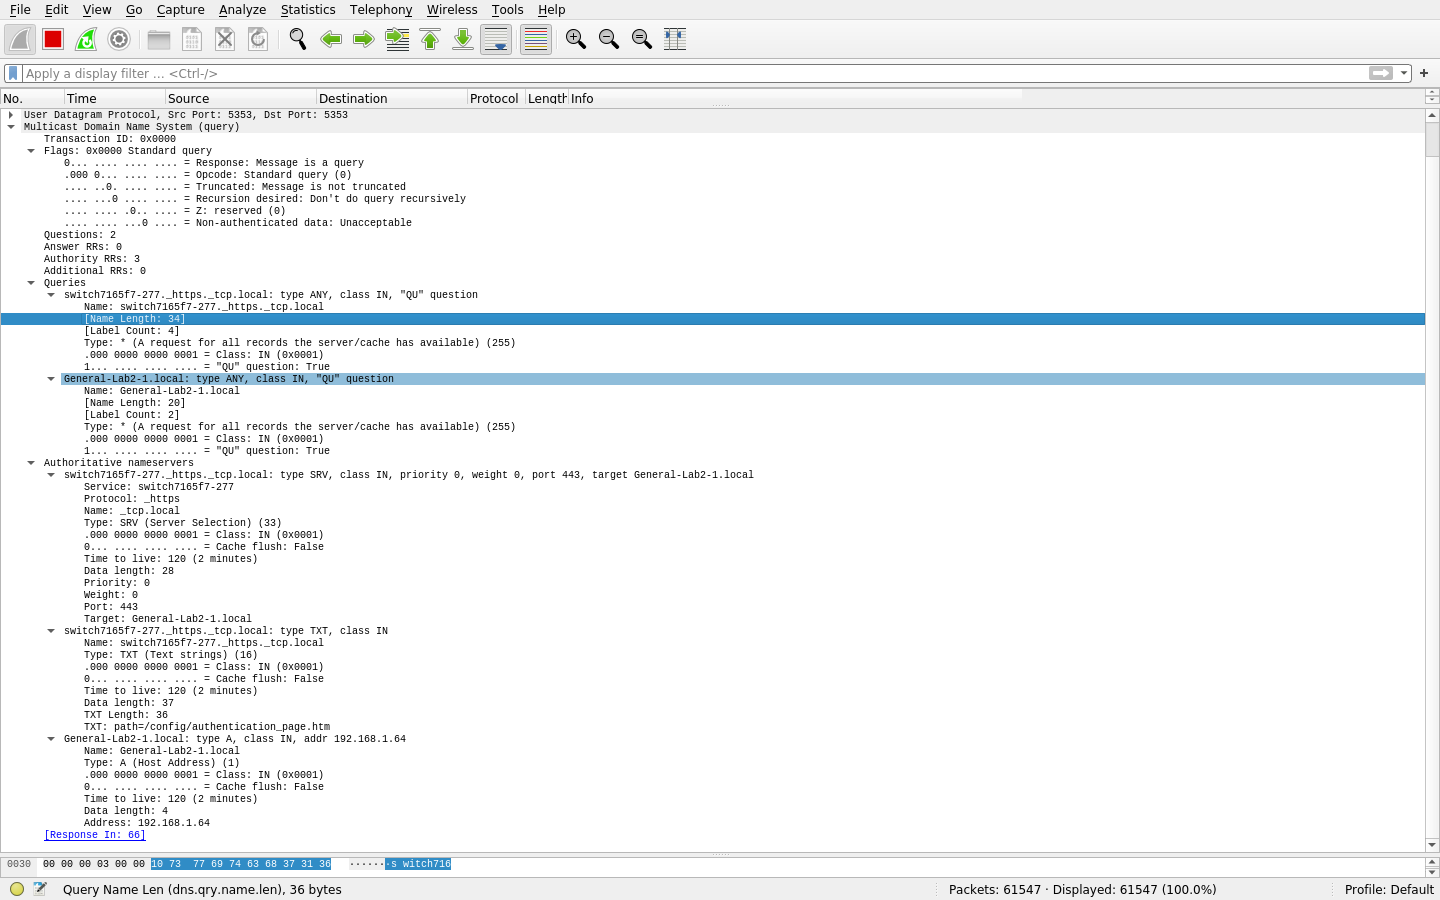 File Edit View Go Capture Analyze Statistics Telephony Wireless Tools Help
Apply a display filter ... <Ctrl-/>
No. Time Source Destination Protocol Length Info
User Datagram Protocol, Src Port: 5353, Dst Port: 5353
Multicast Domain Name System (query)
Transaction ID: 0x0000
Flags: 0x0000 Standard query
0... .... .... .... = Response: Message is a query
.000 0... .... .... = Opcode: Standard query (0)
.... ..0. .... .... = Truncated: Message is not truncated
.... ...0 .... .... = Recursion desired: Don't do query recursively
.... .... .0.. .... = Z: reserved (0)
.... .... ...0 .... = Non-authenticated data: Unacceptable
Questions: 2
Answer RRs: 0
Authority RRs: 3
Additional RRs: 0
Queries
switch7165f7-277._https._tcp.local: type ANY, class IN, "QU" question
Name: switch7165f7-277._https._tcp.local
[Name Length: 34]
[Label Count: 4]
Type: * (A request for all records the server/cache has available) (255)
.000 0000 0000 0001 = Class: IN (0x0001)
1... .... .... .... = "QU" question: True
General-Lab2-1.local: type ANY, class IN, "QU" question
Name: General-Lab2-1.local
[Name Length: 20]
[Label Count: 2]
Type: * (A request for all records the server/cache has available) (255)
.000 0000 0000 0001 = Class: IN (0x0001)
1... .... .... .... = "QU" question: True
Authoritative nameservers
switch7165f7-277._https._tcp.local: type SRV, class IN, priority 0, weight 0, port 443, target General-Lab2-1.local
Service: switch7165f7-277
Protocol: _https
Name: _tcp.local
Type: SRV (Server Selection) (33)
.000 0000 0000 0001 = Class: IN (0x0001)
0... .... .... .... = Cache flush: False
Time to live: 120 (2 minutes)
Data length: 28
Priority: 0
Weight: 0
Port: 443
Target: General-Lab2-1.local
switch7165f7-277._https._tcp.local: type TXT, class IN
Name: switch7165f7-277._https._tcp.local
Type: TXT (Text strings) (16)
.000 0000 0000 0001 = Class: IN (0x0001)
0... .... .... .... = Cache flush: False
Time to live: 120 (2 minutes)
Data length: 37
TXT Length: 36
TXT: path=/config/authentication_page.htm
General-Lab2-1.local: type A, class IN, addr 192.168.1.64
Name: General-Lab2-1.local
Type: A (Host Address) (1)
.000 0000 0000 0001 = Class: IN (0x0001)
0... .... .... .... = Cache flush: False
Time to live: 120 (2 minutes)
Data length: 4
Address: 192.168.1.64
[Response In: 66]
0030 00 00 00 03 00 00 10 73 77 69 74 63 68 37 31 36 ·······s witch716
Query Name Len (dns.qry.name.len), 36 bytes Packets: 61547 · Displayed: 61547 (100.0%) Profile: Default